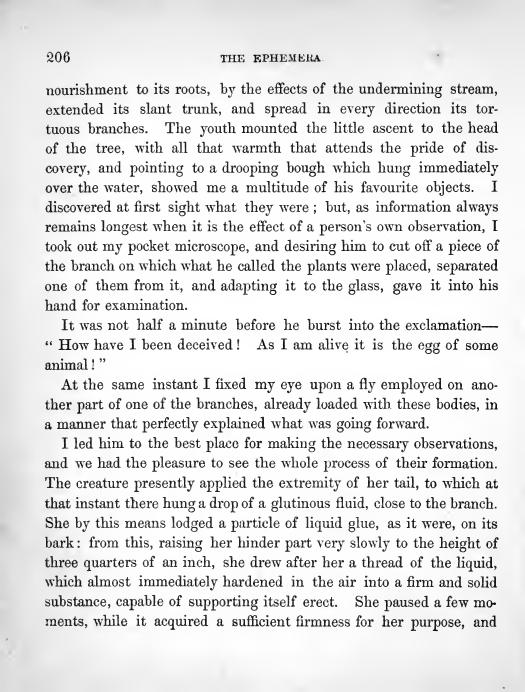 206 THE EPHEMERA
nourishment to its roots, by the effects of the undermining stream,
extended its slant trunk, and spread in every direction its tor-
tuous branches. The youth mounted the little ascent to the head
of the tree, with all that warmth that attends the pride of dis-
covery, and pointing to a drooping bough which hung immediately
over the water, showed me a multitude of his favourite objects. I
discovered at first sight what they were ; but, as information always
remains longest when it is the effect of a person's own observation, I
took out my pocket microscope, and desiring him to cut off a piece of
the branch on which what he called the plants were placed, separated
one of them from it, and adapting it to the glass, gave it into his
hand for examination.
It was not half a minute before he burst into the exclamation—
“ How have I been deceived ! As I am alive it is the egg of some
animal ! ”
At the same instant I fixed my eye upon a fly employed on ano-
ther part of one of the branches, already loaded with these bodies, in
a manner that perfectly explained what was going forward.
I led him to the best place for making the necessary observations,
and we had the pleasure to see the whole process of their formation.
The creature presently applied the extremity of her tail, to which at
that instant there hung a drop of a glutinous fluid, close to the branch.
She by this means lodged a particle of liquid glue, as it were, on its
bark : from this, raising her hinder part very slowly to the height of
three quarters of an inch, she drew after her a thread of the liquid,
which almost immediately hardened in the air into a firm and solid
substance, capable of supporting itself erect. She paused a few mo-
ments, while it acquired a sufficient firmness for her purpose, and